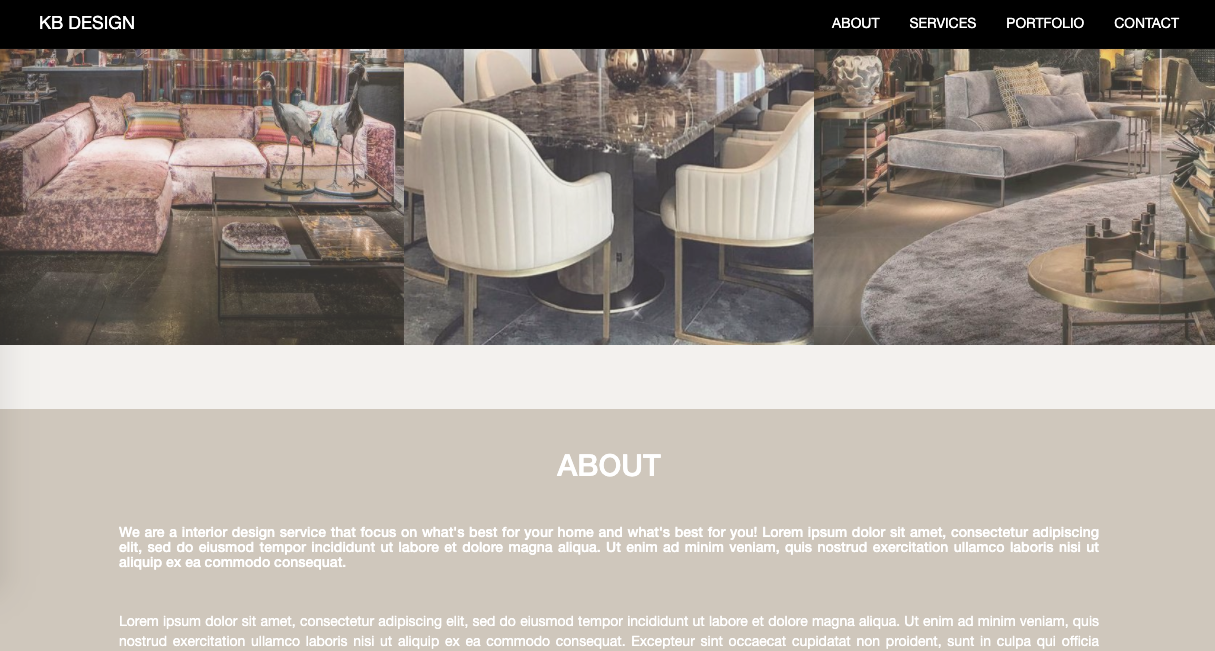 KB DESIGN
ABOUT SERVICES PORTFOLIO CONTACT
ABOUT
We are a interior design service that focus on what's best for your home and what's best for you! Lorem ipsum dolor sit amet, consectetur adipiscing
elit, sed do eiusmod tempor incididunt ut labore et dolore magna aliqua. Ut enim ad minim veniam, quis nostrud exercitation ullamco laboris nisi ut
aliquip ex ea commodo consequat.
Lorem ipsum dolor sit amet, consectetur adipiscing elit, sed do eiusmod tempor incididunt ut labore et dolore magna aliqua. Ut enim ad minim veniam, quis
nostrud exercitation ullamco laboris nisi ut aliquip ex ea commodo consequat. Excepteur sint occaecat cupidatat non proident, sunt in culpa qui officia